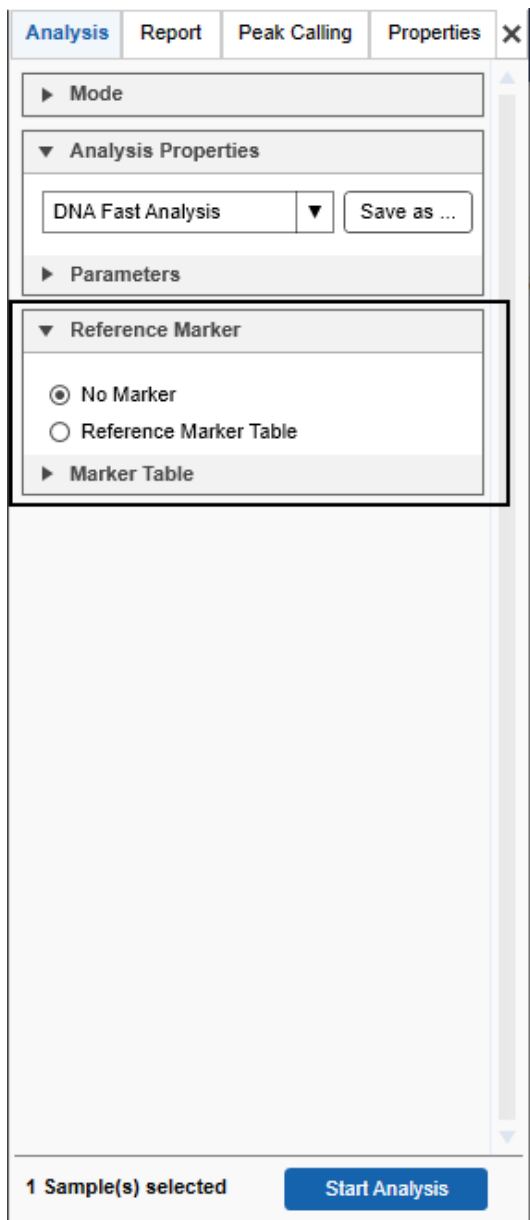 Analysis Report Peak Calling Properties
Mode
Analysis Properties
DNA Fast Analysis Save as ...
Parameters
Reference Marker
No Marker
Reference Marker Table
Marker Table
1 Sample(s) selected Start Analysis